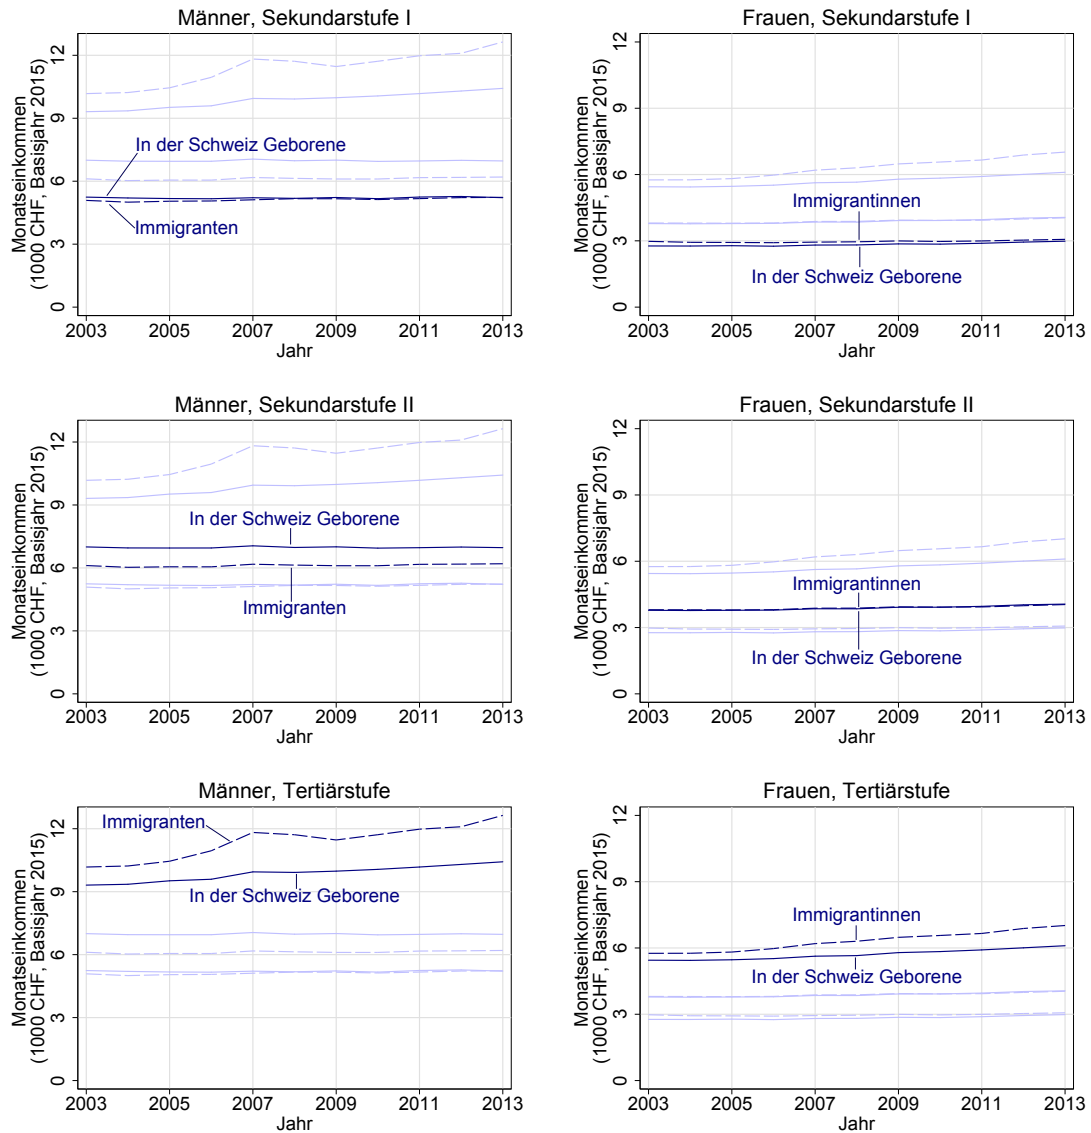 Männer, Sekundarstufe I
Monatseinkommen
(1000 CHF, Basisjahr 2015)
12
9
6
3
0
In der Schweiz Geborene
Immigranten
2003 2005 2007 2009 2011 2013
Jahr
Frauen, Sekundarstufe I
Monatseinkommen
(1000 CHF, Basisjahr 2015)
12
9
6
3
0
Immigrantinnen
In der Schweiz Geborene
2003 2005 2007 2009 2011 2013
Jahr
Männer, Sekundarstufe II
Monatseinkommen
(1000 CHF, Basisjahr 2015)
12
9
6
3
0
In der Schweiz Geborene
Immigranten
2003 2005 2007 2009 2011 2013
Jahr
Frauen, Sekundarstufe II
Monatseinkommen
(1000 CHF, Basisjahr 2015)
12
9
6
3
0
Immigrantinnen
In der Schweiz Geborene
2003 2005 2007 2009 2011 2013
Jahr
Männer, Tertiärstufe
Monatseinkommen
(1000 CHF, Basisjahr 2015)
12
9
6
3
0
Immigranten
In der Schweiz Geborene
2003 2005 2007 2009 2011 2013
Jahr
Frauen, Tertiärstufe
Monatseinkommen
(1000 CHF, Basisjahr 2015)
12
9
6
3
0
Immigrantinnen
In der Schweiz Geborene
2003 2005 2007 2009 2011 2013
Jahr